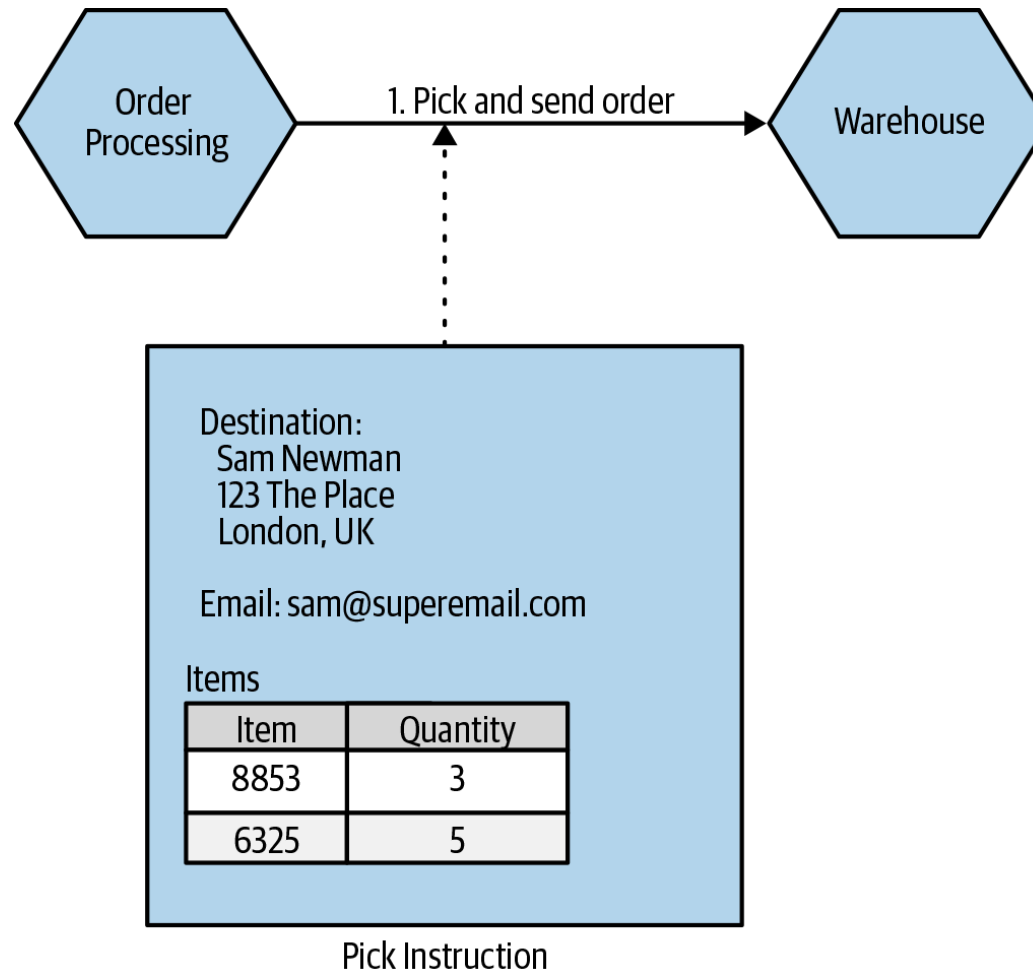 Order
Processing
1. Pick and send order
Warehouse
Destination:
Sam Newman
123 The Place
London, UK
Email: sam@superemail.com
Items
Item Quantity
8853 3
6325 5
Pick Instruction